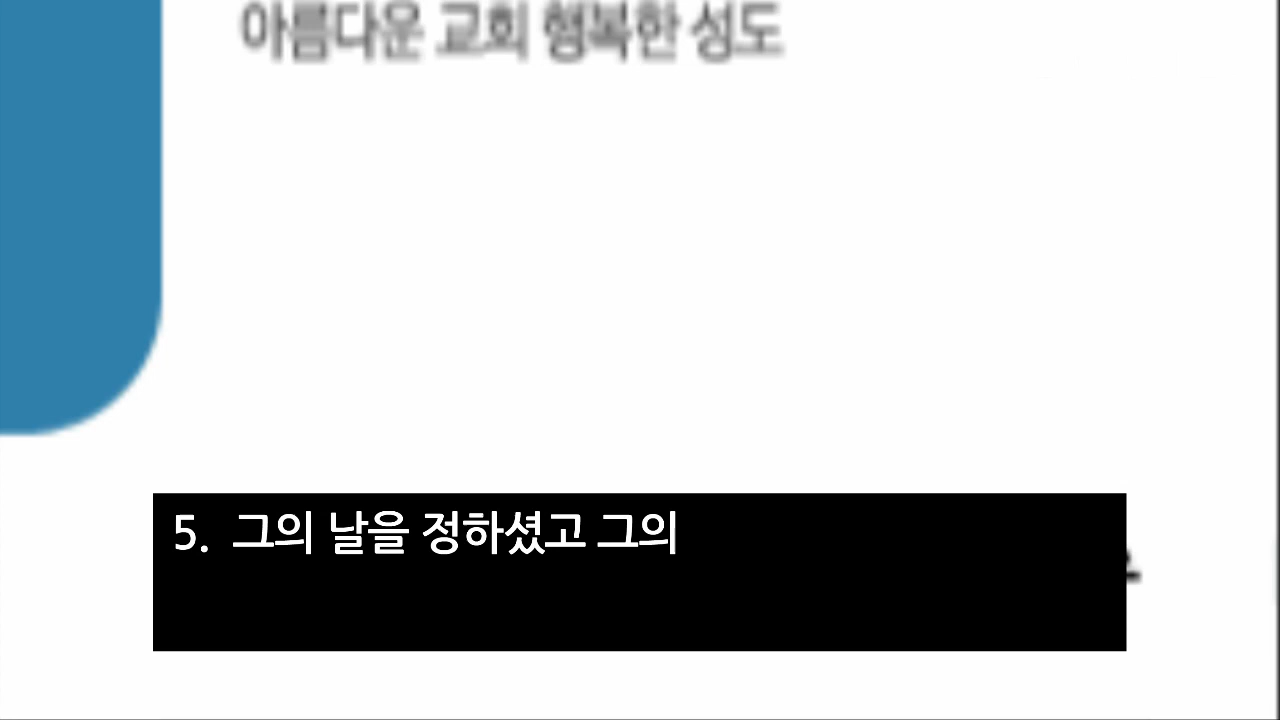 아름다운 교회 행복한 성도
5. 그의 날을 정하셨고 그의